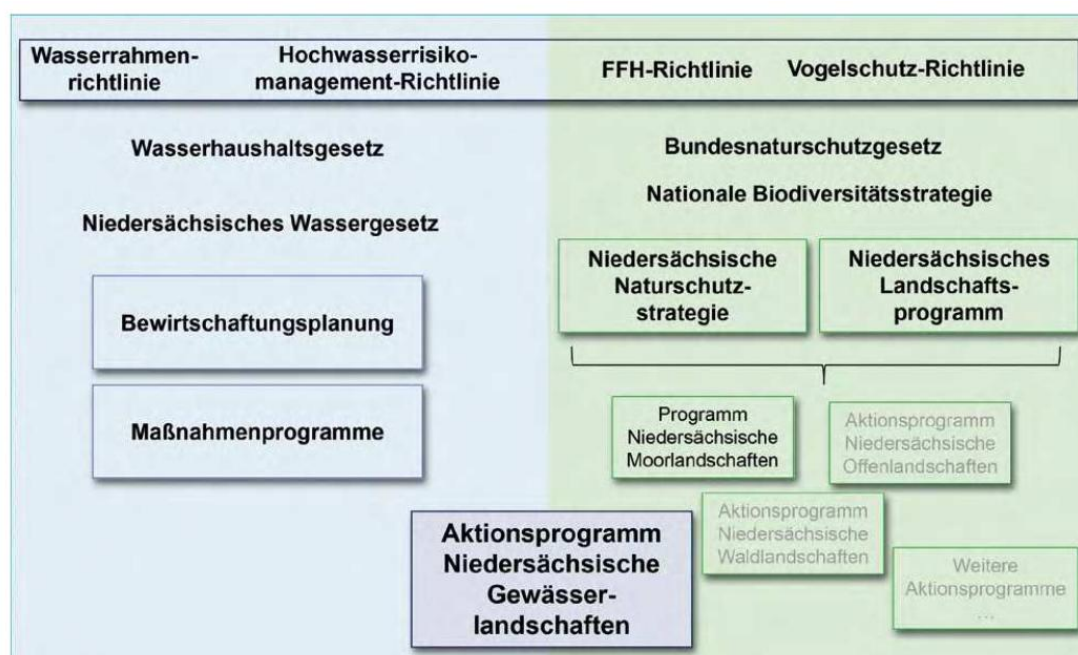 Wasserrahmen-
richtlinie
Hochwasserrisiko-
management-Richtlinie
FFH-Richtlinie
Vogelschutz-Richtlinie
Wasserhaushaltsgesetz
Niedersächsisches Wassergesetz
Bewirtschaftungsplanung
Maßnahmenprogramme
Bundesnaturschutzgesetz
Nationale Biodiversitätsstrategie
Niedersächsische
Naturschutz-
strategie
Niedersächsisches
Landschafts-
programm
Programm
Niedersächsische
Moorlandschaften
Aktionsprogramm
Niedersächsische
Offenlandschaften
Aktionsprogramm
Niedersächsische
Waldlandschaften
Weitere
Aktionsprogramme
...
Aktionsprogramm
Niedersächsische
Gewässer-
landschaften